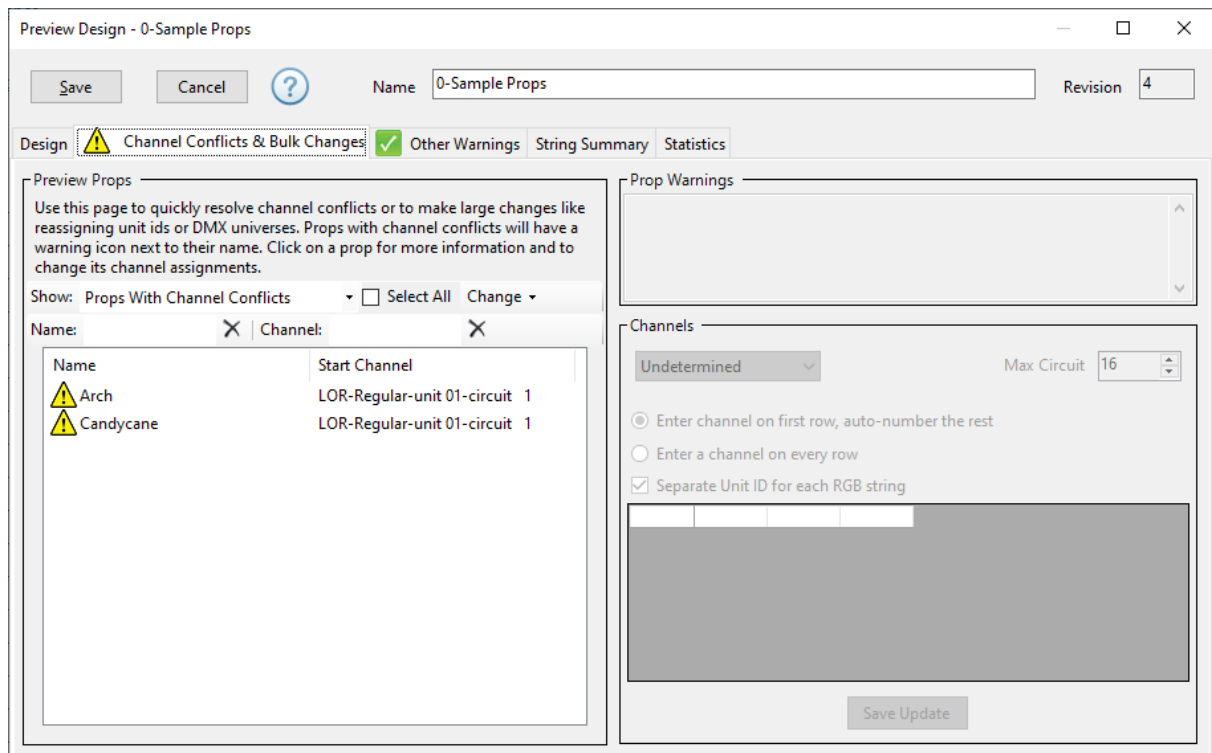 Preview Design - 0-Sample Props
Save Cancel ? Name 0-Sample Props Revision 4
Design Channel Conflicts & Bulk Changes Other Warnings String Summary Statistics
Preview Props
Use this page to quickly resolve channel conflicts or to make large changes like
reassigning unit ids or DMX universes. Props with channel conflicts will have a
warning icon next to their name. Click on a prop for more information and to
change its channel assignments.
Show: Props With Channel Conflicts Select All Change
Name: Channel:
Name Start Channel
Arch LOR-Regular-unit 01-circuit 1
Candycane LOR-Regular-unit 01-circuit 1
Prop Warnings
Channels
Undetermined Max Circuit 16
Enter channel on first row, auto-number the rest
Enter a channel on every row
Separate Unit ID for each RGB string
Save Update